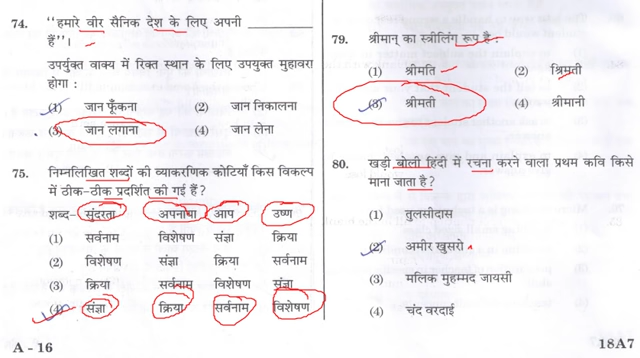 74. "हमारे वीर सैनिक देश के लिए अपनी ________
हैं"।
उपर्युक्त वाक्य में रिक्त स्थान के लिए उपयुक्त मुहावरा
होगा :
(1) जान फूँकना (2) जान निकालना
(3) जान लगाना (4) जान लेना
75. निम्नलिखित शब्दों की व्याकरणिक कोटियाँ किस विकल्प
में ठीक-ठीक प्रदर्शित की गई हैं?
शब्द- सुंदरता अपनाया आप उष्ण
(1) सर्वनाम विशेषण संज्ञा क्रिया
(2) विशेषण संज्ञा क्रिया सर्वनाम
(3) क्रिया सर्वनाम विशेषण संज्ञा
(4) संज्ञा क्रिया सर्वनाम विशेषण
A - 16
79. श्रीमान् का स्त्रीलिंग रूप है :
(1) श्रीमति (2) श्रिमती
(3) श्रीमती (4) श्रीमानी
80. खड़ी बोली हिंदी में रचना करने वाला प्रथम कवि किसे
माना जाता है?
(1) तुलसीदास
(2) अमीर खुसरो
(3) मलिक मुहम्मद जायसी
(4) चंद वरदाई
18A7